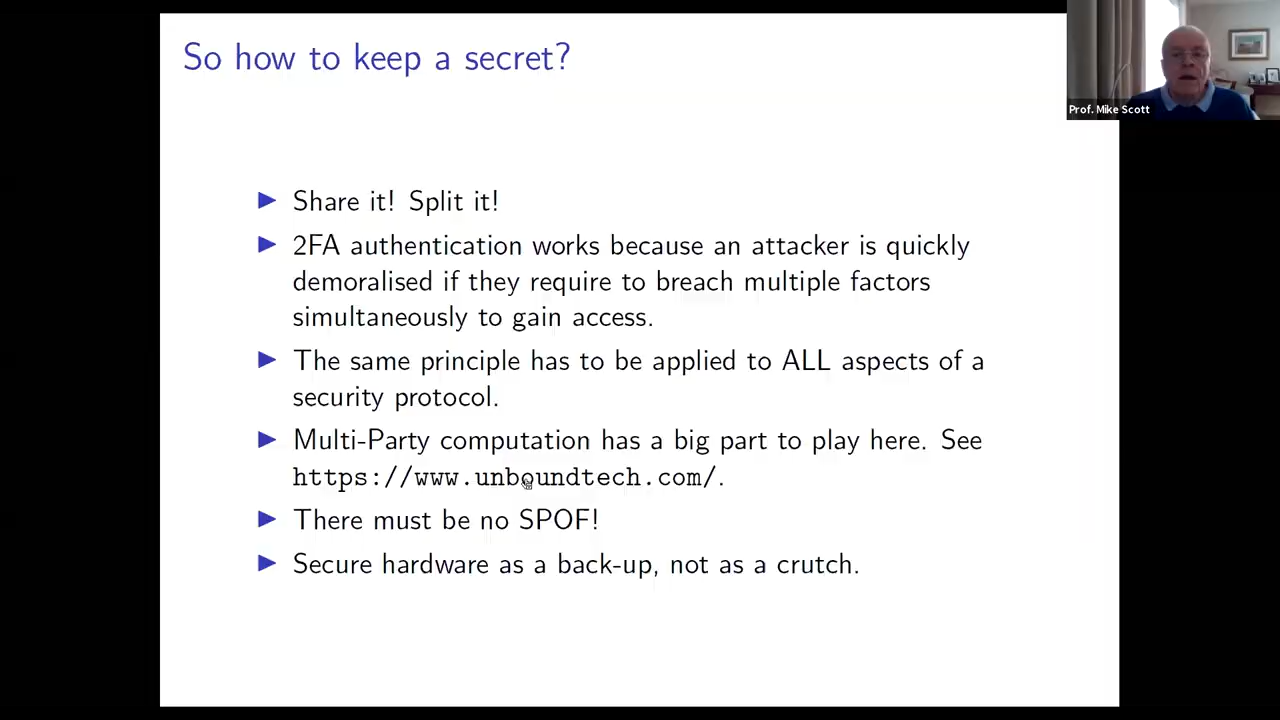 So how to keep a secret?
Prof. Mike Scott
▶ Share it! Split it!
▶ 2FA authentication works because an attacker is quickly
demoralised if they require to breach multiple factors
simultaneously to gain access.
▶ The same principle has to be applied to ALL aspects of a
security protocol.
▶ Multi-Party computation has a big part to play here. See
https://www.unboundtech.com/.
▶ There must be no SPOF!
▶ Secure hardware as a back-up, not as a crutch.